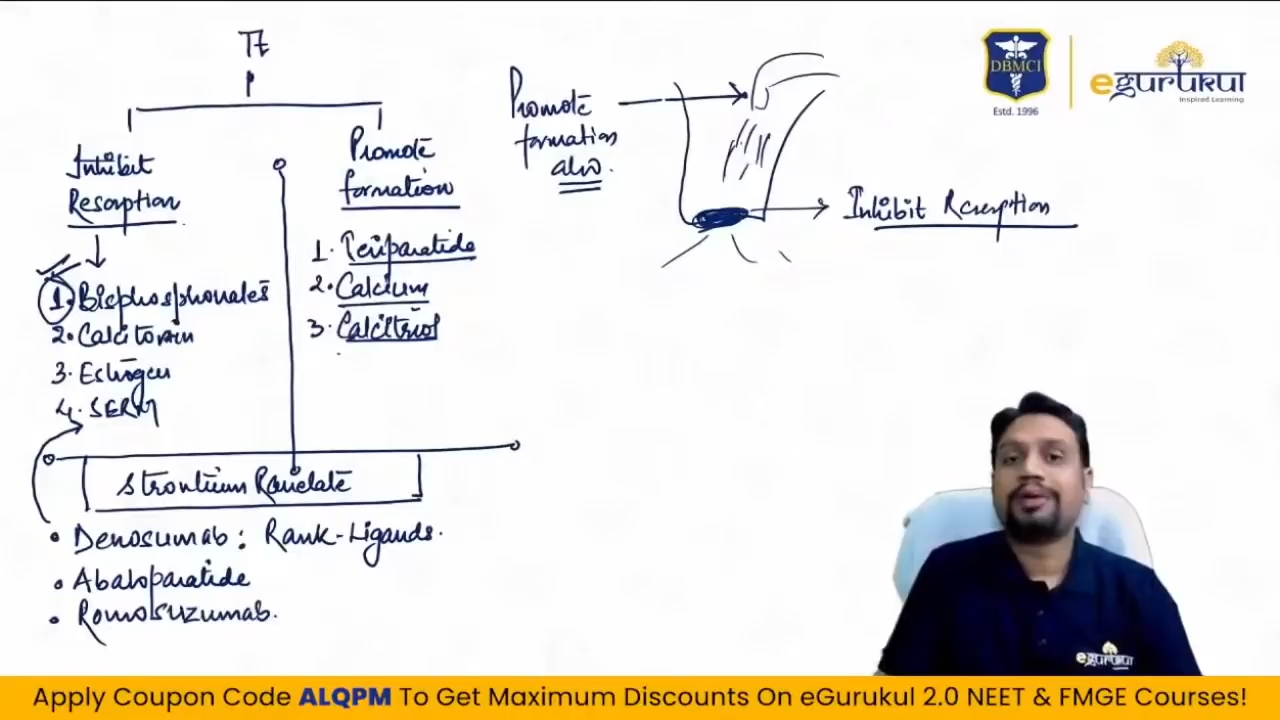 Tt
Inhibit
Resorption
1. Bisphosphonates
2. Calcitonin
3. Estrogen
4. SERM
Promote
formation
1. Teriparatide
2. Calcium
3. Calcitriol
Strontium Ranelate
• Denosumab: Rank-Ligands.
• Abaloparatide
• Romosuzumab.
Promote
formation
also.
Inhibit Resorption
DBMCI
Estd. 1996
eGurukul
Inspired Learning
egurukul
Apply Coupon Code ALQPM To Get Maximum Discounts On eGurukul 2.0 NEET & FMGE Courses!